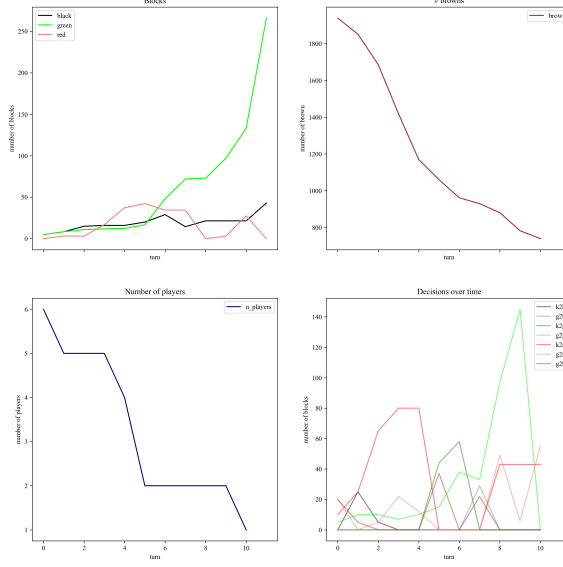 Blocks
black
green
red
250
200
150
100
50
0
number of blocks
turn
# browns
1800
1600
1400
1200
1000
800
number of brown
turn
Number of players
n_players
6
5
4
3
2
1
number of players
0 2 4 6 8 10
turn
Decisions over time
140
120
100
80
60
40
20
0
number of blocks
0 2 4 6 8 10
turn